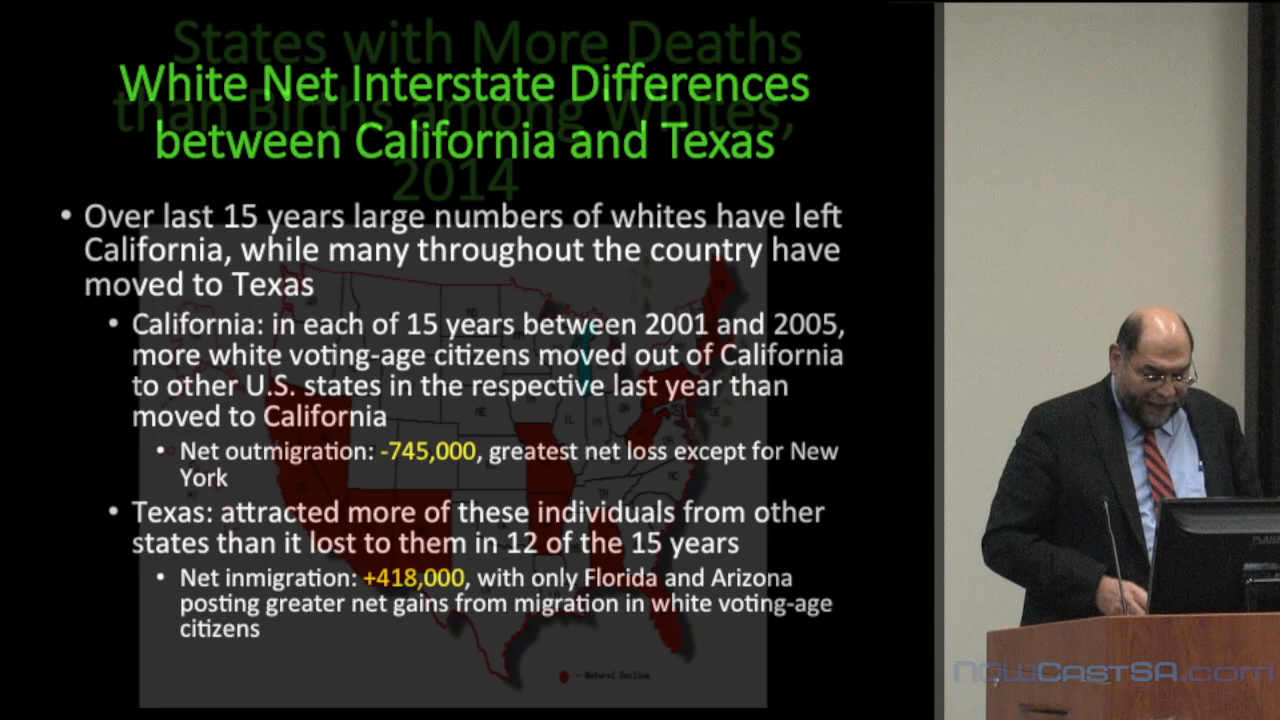 States with More Deaths
White Net Interstate Differences
than Births among Whites,
between California and Texas
2014
• Over last 15 years large numbers of whites have left
California, while many throughout the country have
moved to Texas
• California: in each of 15 years between 2001 and 2005,
more white voting-age citizens moved out of California
to other U.S. states in the respective last year than
moved to California
• Net outmigration: -745,000, greatest net loss except for New
York
• Texas: attracted more of these individuals from other
states than it lost to them in 12 of the 15 years
• Net inmigration: +418,000, with only Florida and Arizona
posting greater net gains from migration in white voting-age
citizens
= Natural Decline
NOWCastSA.com